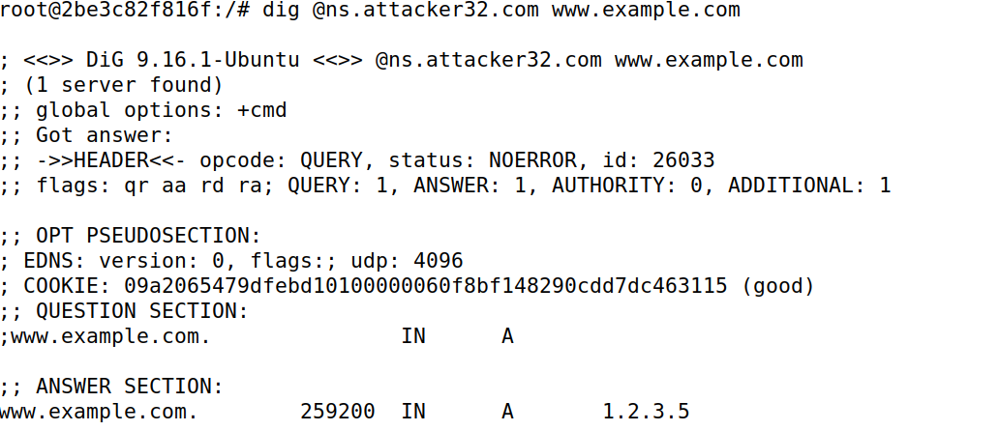 root@2be3c82f816f:/# dig @ns.attacker32.com www.example.com
; <<>> DiG 9.16.1-Ubuntu <<>> @ns.attacker32.com www.example.com
; (1 server found)
;; global options: +cmd
;; Got answer:
;; ->>HEADER<<- opcode: QUERY, status: NOERROR, id: 26033
;; flags: qr aa rd ra; QUERY: 1, ANSWER: 1, AUTHORITY: 0, ADDITIONAL: 1
;; OPT PSEUDOSECTION:
; EDNS: version: 0, flags:; udp: 4096
; COOKIE: 09a2065479dfebd10100000060f8bf148290cdd7dc463115 (good)
;; QUESTION SECTION:
;www.example.com. IN A
;; ANSWER SECTION:
www.example.com. 259200 IN A 1.2.3.5